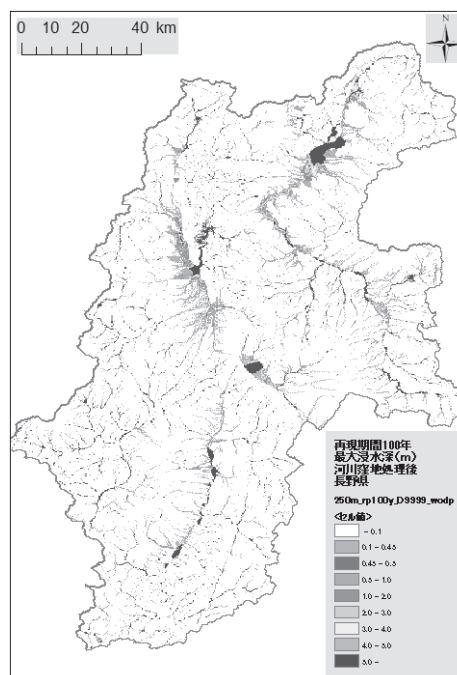 0 10 20 40 km
N
再現期間100年
最大浸水深(m)
河川窪地処理後
長野県
250m_rp100y_D9999_wodp
<セル値>
- 0.1
0.1 - 0.45
0.45 - 0.5
0.5 - 1.0
1.0 - 2.0
2.0 - 3.0
3.0 - 4.0
4.0 - 5.0
5.0 -